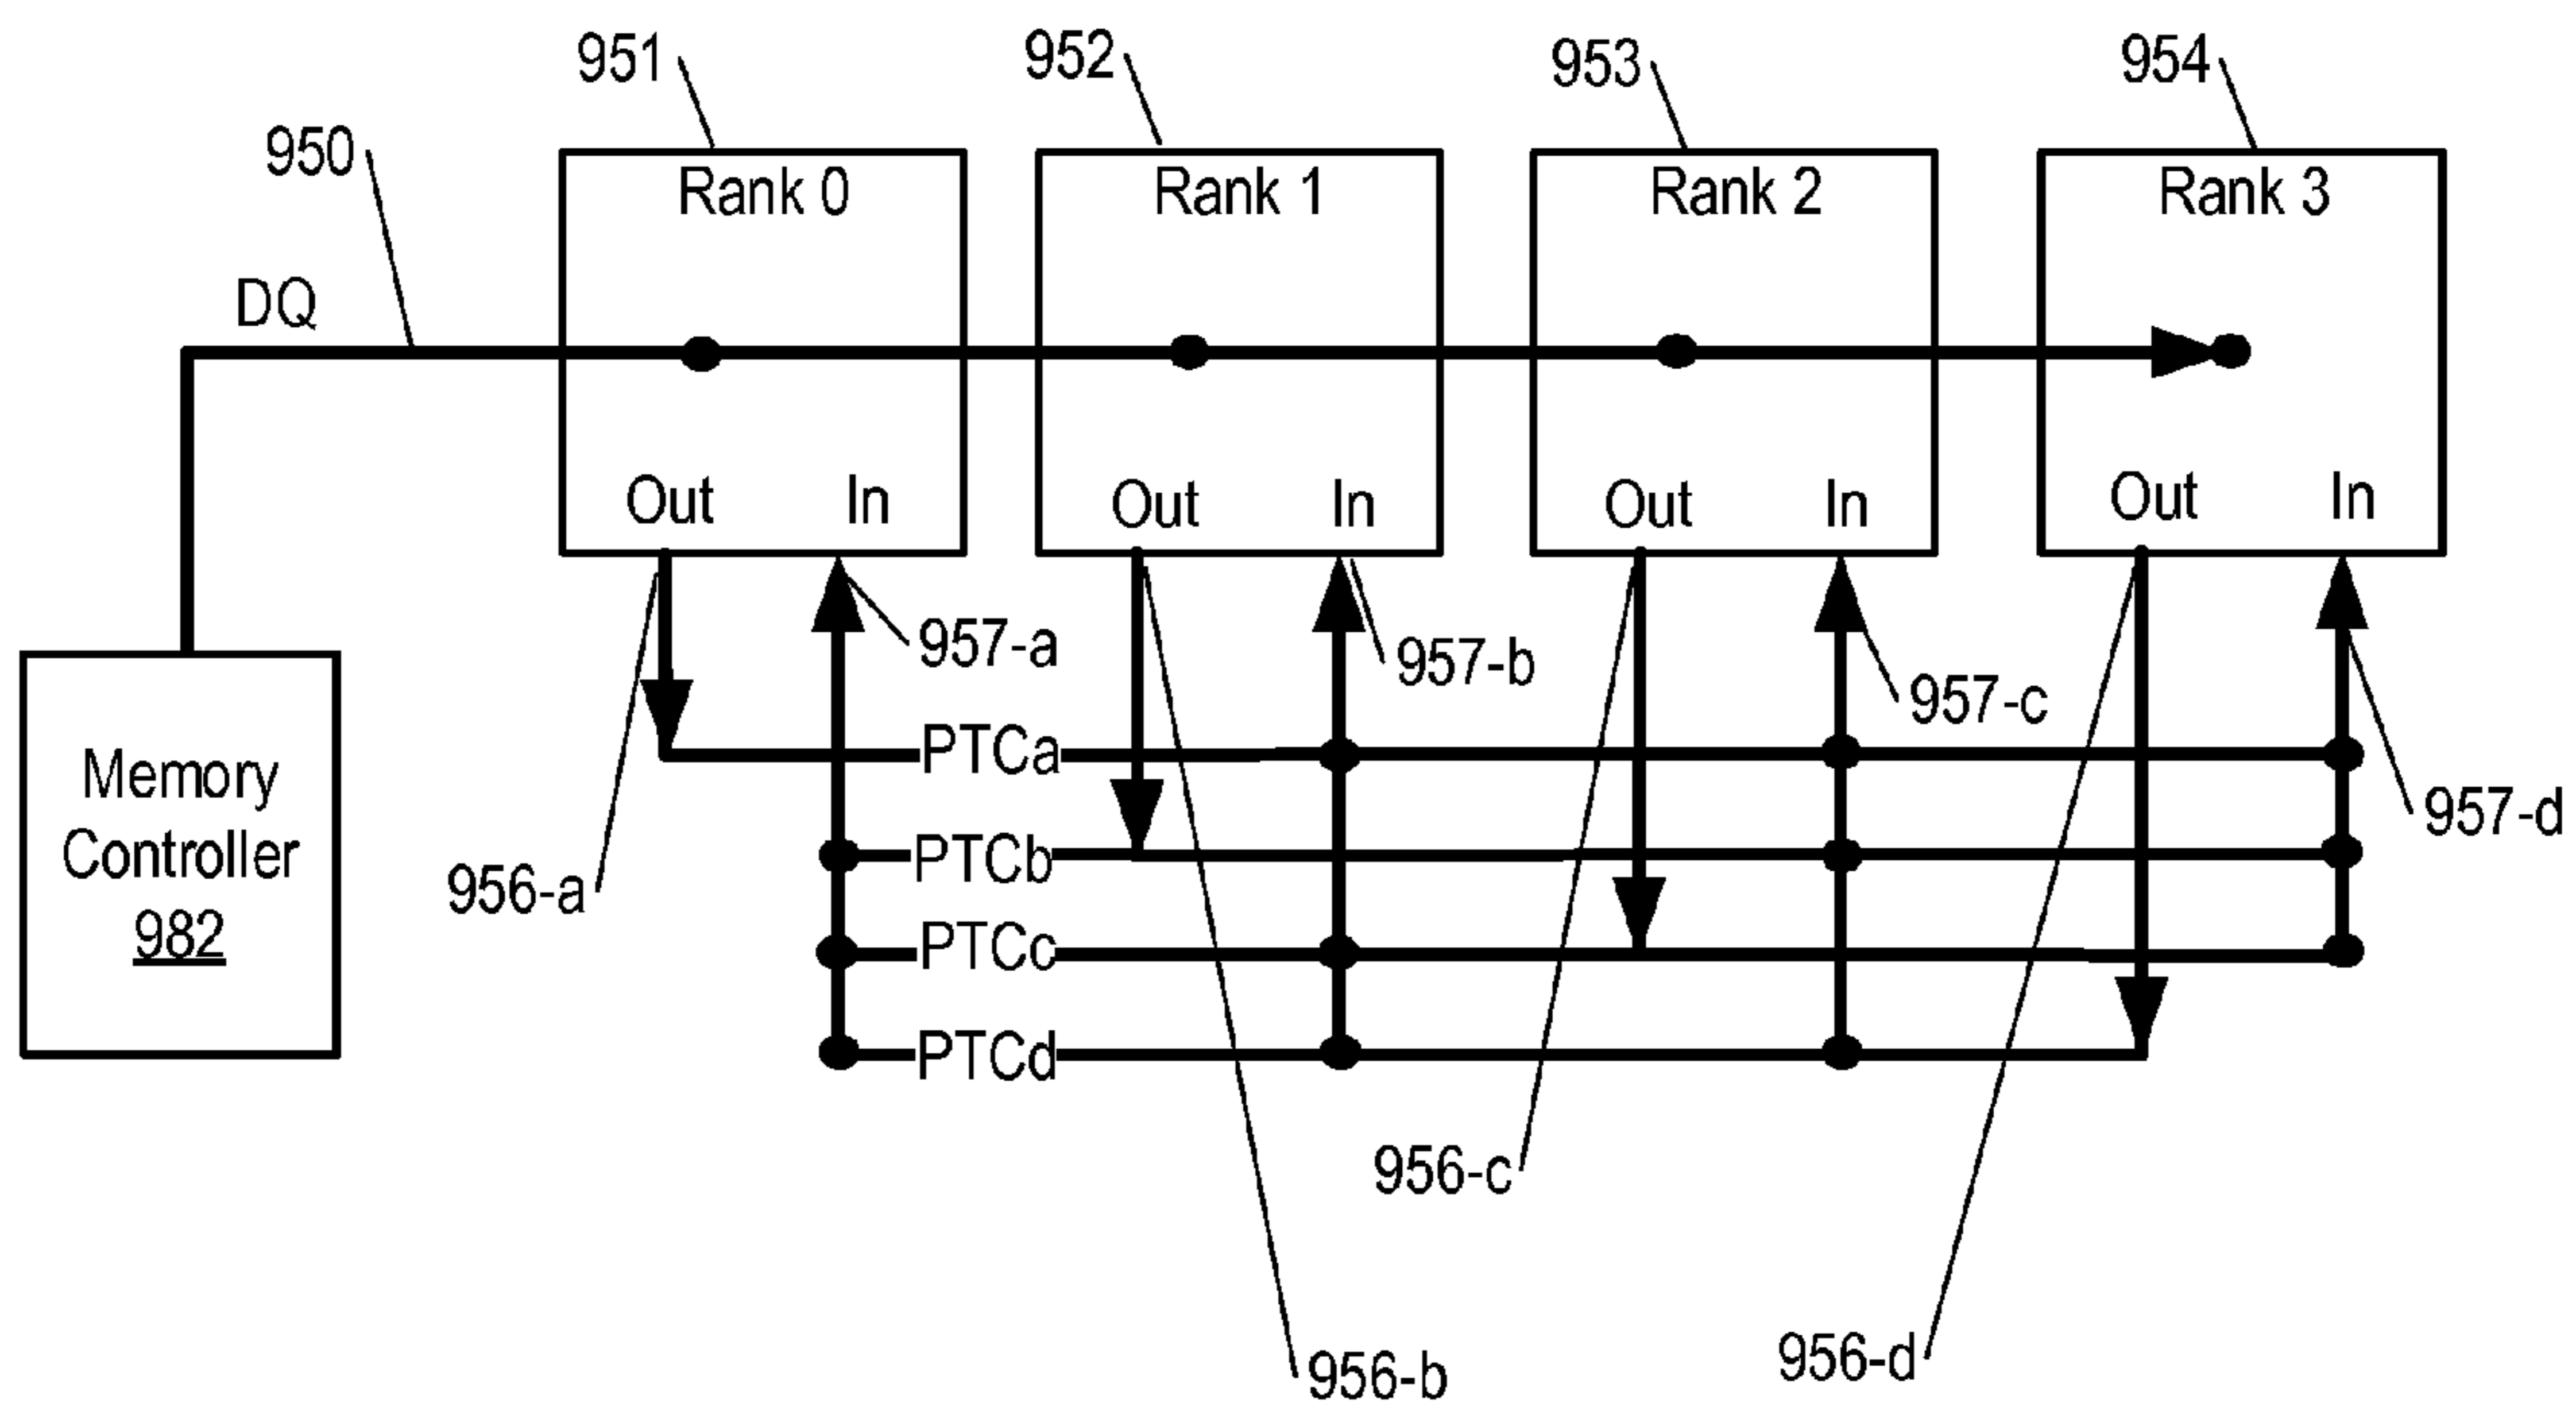 951
952
953
954
950
Rank 0
Rank 1
Rank 2
Rank 3
DQ
Out In
Out In
Out In
Out In
957-a
957-b
957-c
957-d
Memory
Controller
982
PTCa
PTCb
PTCc
PTCd
956-a
956-c
956-b
956-d